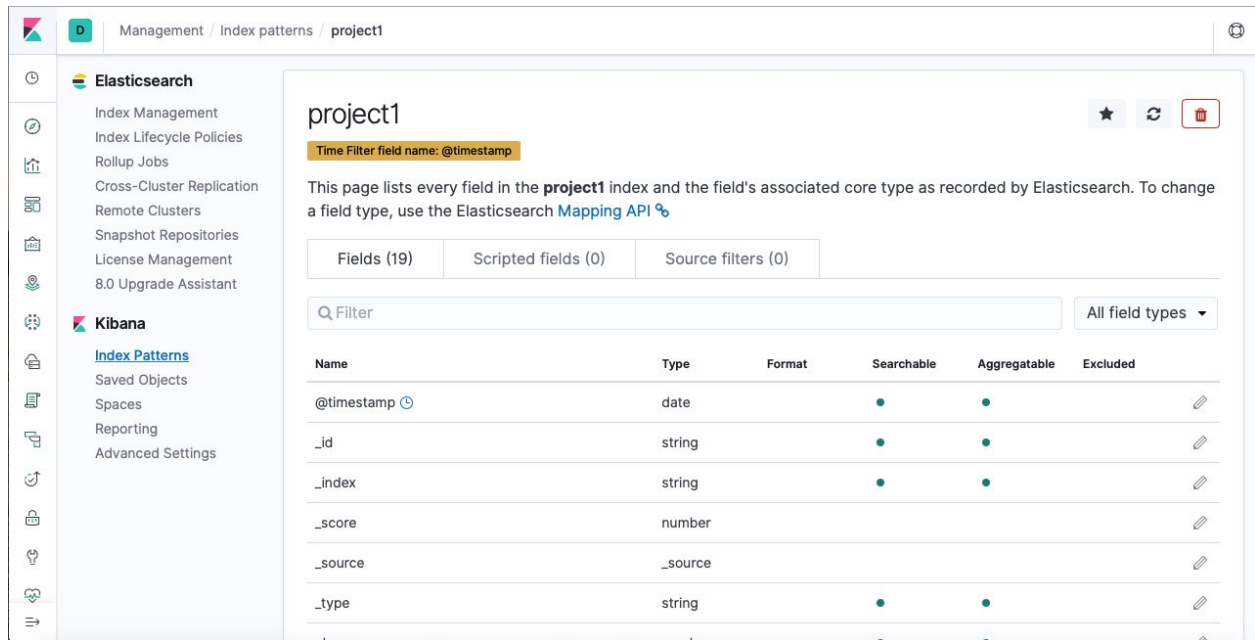 D Management / Index patterns / project1
Elasticsearch
Index Management
Index Lifecycle Policies
Rollup Jobs
Cross-Cluster Replication
Remote Clusters
Snapshot Repositories
License Management
8.0 Upgrade Assistant
Kibana
Index Patterns
Saved Objects
Spaces
Reporting
Advanced Settings
project1
Time Filter field name: @timestamp
This page lists every field in the project1 index and the field's associated core type as recorded by Elasticsearch. To change
a field type, use the Elasticsearch Mapping API
Fields (19) Scripted fields (0) Source filters (0)
Filter All field types
Name Type Format Searchable Aggregatable Excluded
@timestamp date
_id string
_index string
_score number
_source _source
_type string